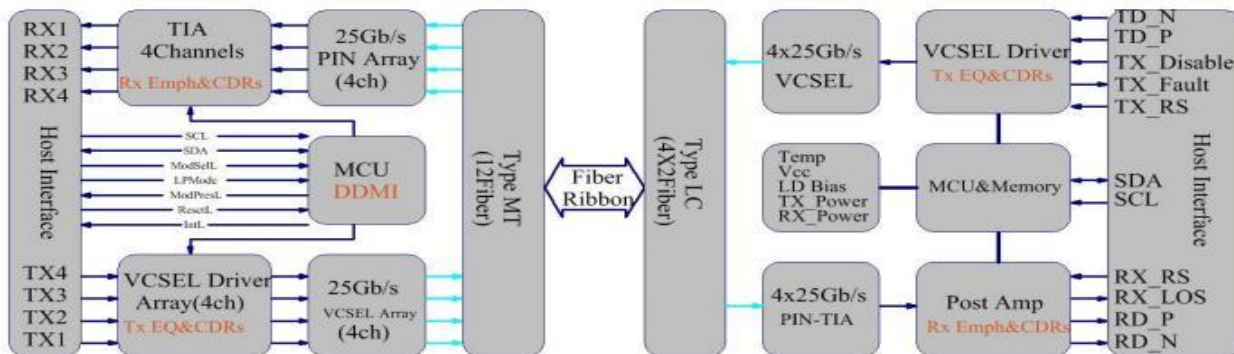 RX1
RX2
RX3
RX4
Host Interface
TX4
TX3
TX2
TX1
TIA
4Channels
Rx Emph&CDRs
25Gb/s
PIN Array
(4ch)
SCL
SDA
ModSelL
LPMode
ModPresL
ResetL
IntL
MCU
DDMI
VCSEL Driver
Array(4ch)
Tx EQ&CDRs
25Gb/s
VCSEL Array
(4ch)
Type MT
(12Fiber)
Fiber
Ribbon
Type LC
(4X2Fiber)
4x25Gb/s
VCSEL
VCSEL Driver
Tx EQ&CDRs
Temp
Vcc
LD Bias
TX_Power
RX_Power
MCU&Memory
4x25Gb/s
PIN-TIA
Post Amp
Rx Emph&CDRs
TD_N
TD_P
TX_Disable
TX_Fault
TX_RS
SDA
SCL
Host Interface
RX_RS
RX_LOS
RD_P
RD_N